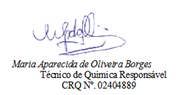 Maria Aparecida de Oliveira Borges
Técnico de Química Responsável
CRQ Nº. 02404889